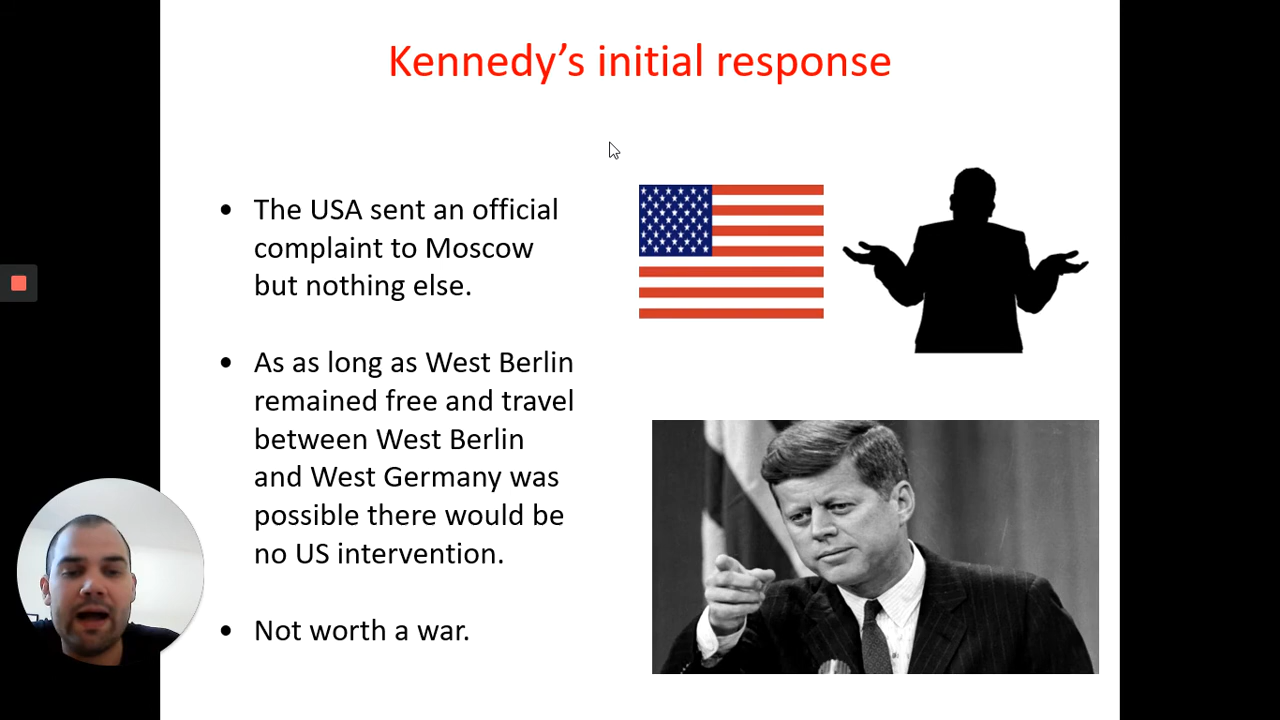 Kennedy’s initial response
• The USA sent an official
complaint to Moscow
but nothing else.
• As as long as West Berlin
remained free and travel
between West Berlin
and West Germany was
possible there would be
no US intervention.
• Not worth a war.